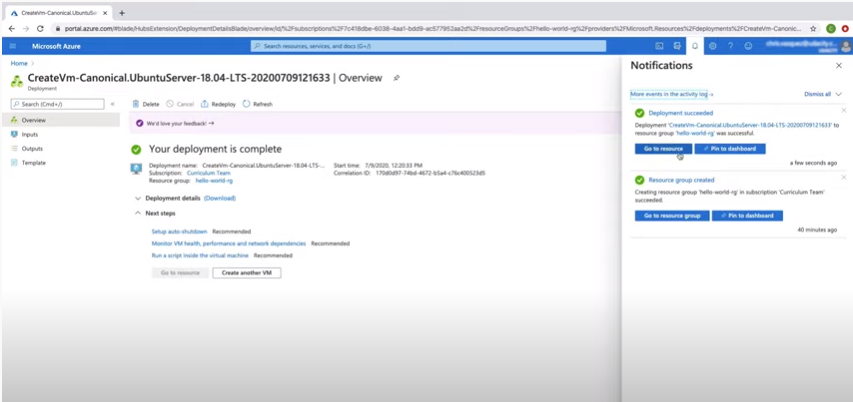 CreateVm-Canonical.UbuntuServ
portal.azure.com/#blade/HubsExtension/DeploymentDetailsBlade/overview/id/%2Fsubscriptions%2F7c418dbe-6038-4aa1-bdd9-ac577953aa2d%2FresourceGroups%2Fhello-world-rg%2Fproviders%2FMicrosoft.Resources%2Fdeployments%2FCreateVm-Canonic...
Microsoft Azure
Search resources, services, and docs (G+/)
Home
CreateVm-Canonical.UbuntuServer-18.04-LTS-20200709121633 | Overview
Deployment
Search (Cmd+/)
Delete
Cancel
Redeploy
Refresh
Overview
Inputs
Outputs
Template
We'd love your feedback! →
Your deployment is complete
Deployment name: CreateVm-Canonical.UbuntuServer-18.04-LTS-...
Subscription: Curriculum Team
Resource group: hello-world-rg
Start time: 7/9/2020, 12:20:33 PM
Correlation ID: 170d0d97-74bd-4672-b5a4-c76c400523d5
Deployment details (Download)
Next steps
Setup auto-shutdown Recommended
Monitor VM health, performance and network dependencies Recommended
Run a script inside the virtual machine Recommended
Go to resource
Create another VM
Notifications
More events in the activity log →
Dismiss all
Deployment succeeded
Deployment 'CreateVm-Canonical.UbuntuServer-18.04-LTS-20200709121633' to
resource group 'hello-world-rg' was successful.
Go to resource
Pin to dashboard
a few seconds ago
Resource group created
Creating resource group 'hello-world-rg' in subscription 'Curriculum Team'
succeeded.
Go to resource group
Pin to dashboard
40 minutes ago